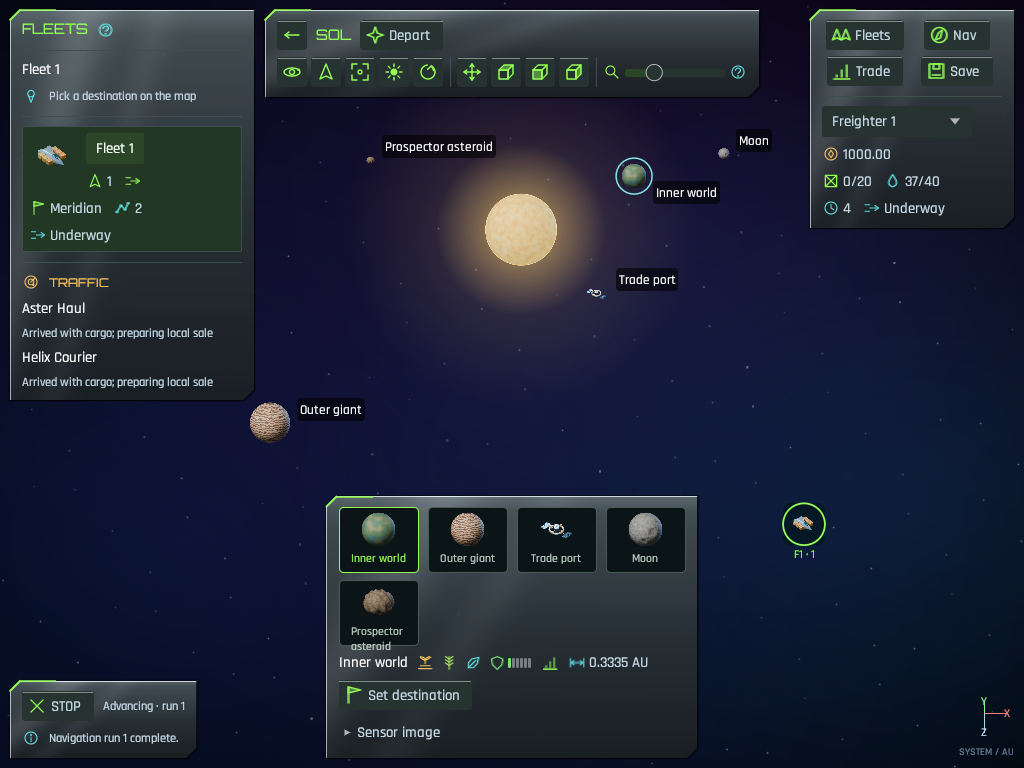 FLEETS
Fleet 1
Pick a destination on the map
Fleet 1
1
Meridian 2
Underway
TRAFFIC
Aster Haul
Arrived with cargo; preparing local sale
Helix Courier
Arrived with cargo; preparing local sale
SOL Depart
Fleets Nav
Trade Save
Freighter 1
1000.00
0/20 37/40
4 Underway
Prospector asteroid
Moon
Inner world
Trade port
Outer giant
F1 · 1
Inner world Outer giant Trade port Moon
Prospector
asteroid
Inner world 0.3335 AU
Set destination
Sensor image
STOP Advancing · run 1
Navigation run 1 complete.
Y
X
Z
SYSTEM / AU